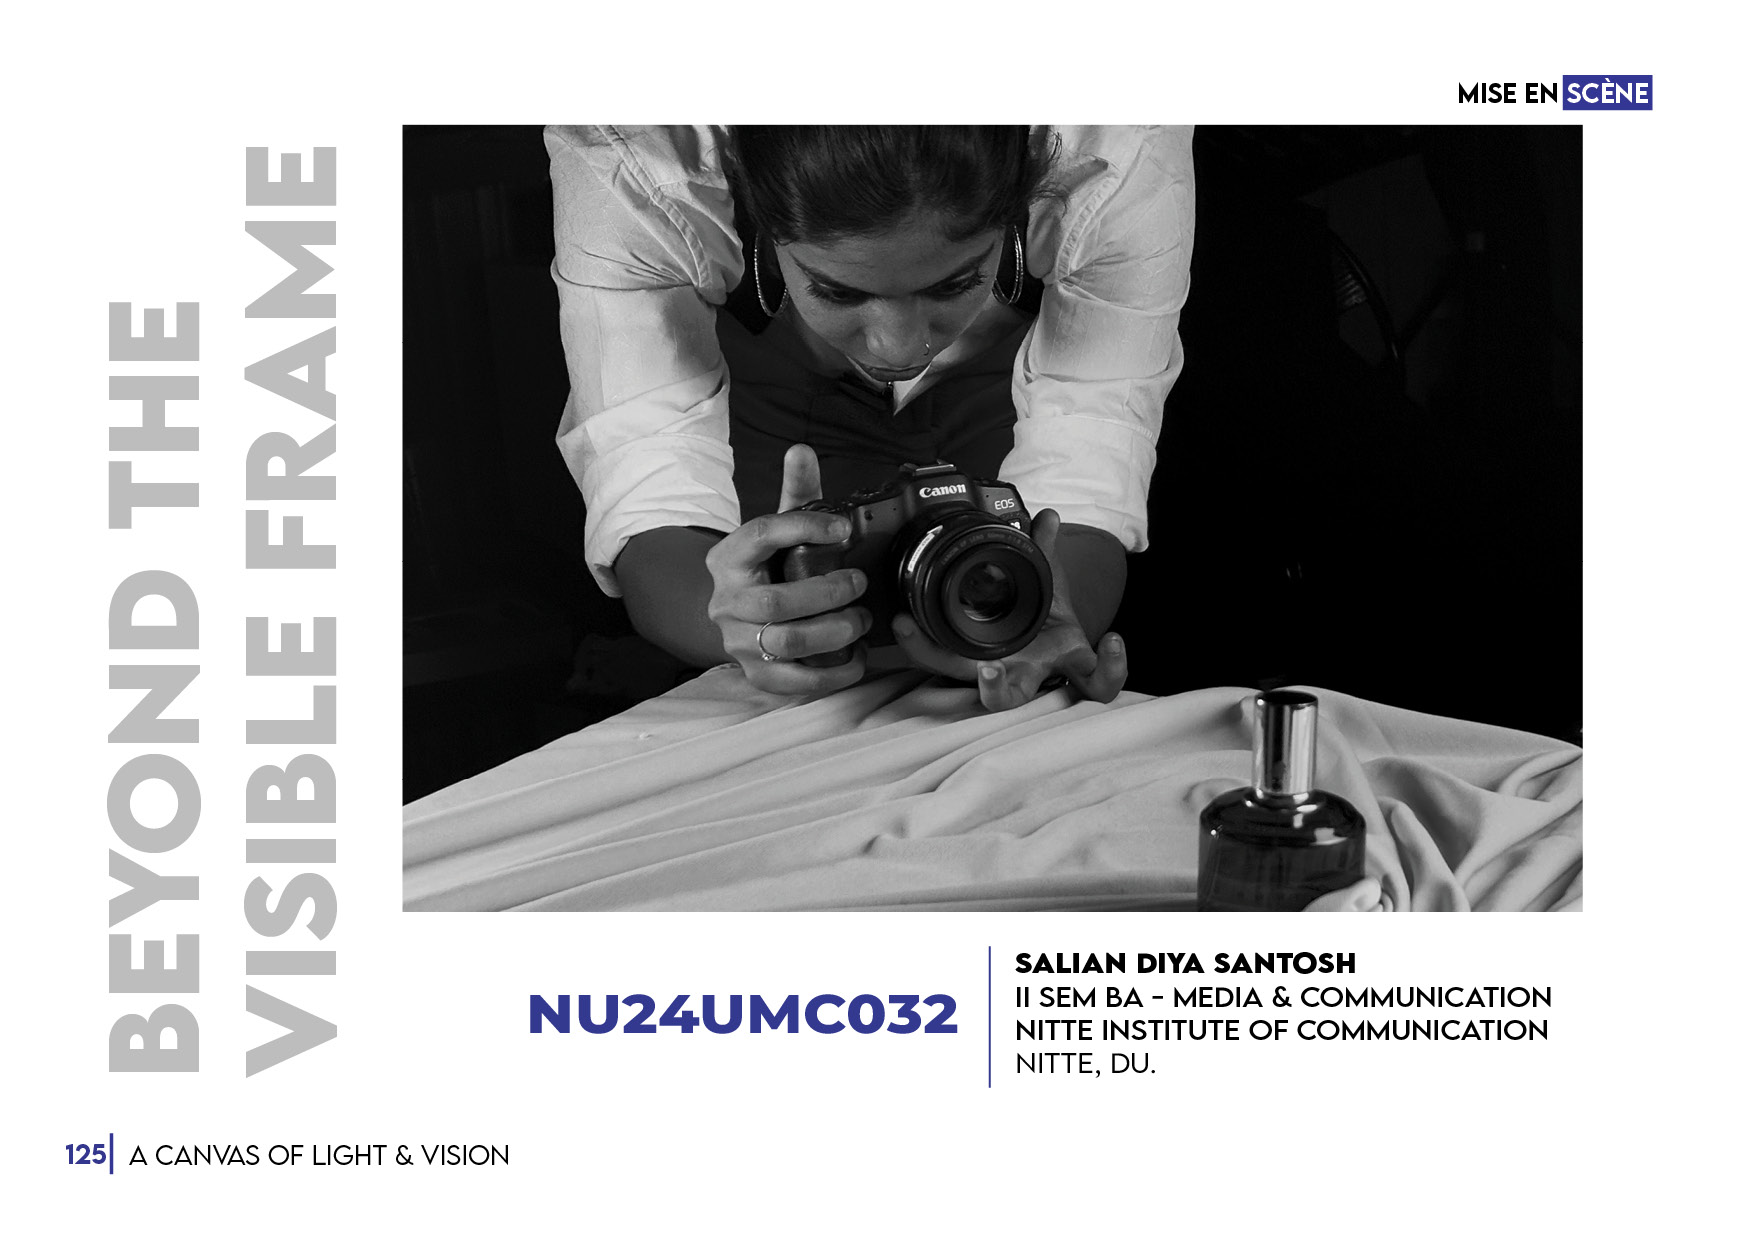 MISE EN SCÈNE
BEYOND THE
VISIBLE FRAME
Canon
EOS
NU24UMC032
SALIAN DIYA SANTOSH
II SEM BA - MEDIA & COMMUNICATION
NITTE INSTITUTE OF COMMUNICATION
NITTE, DU.
125 A CANVAS OF LIGHT & VISION